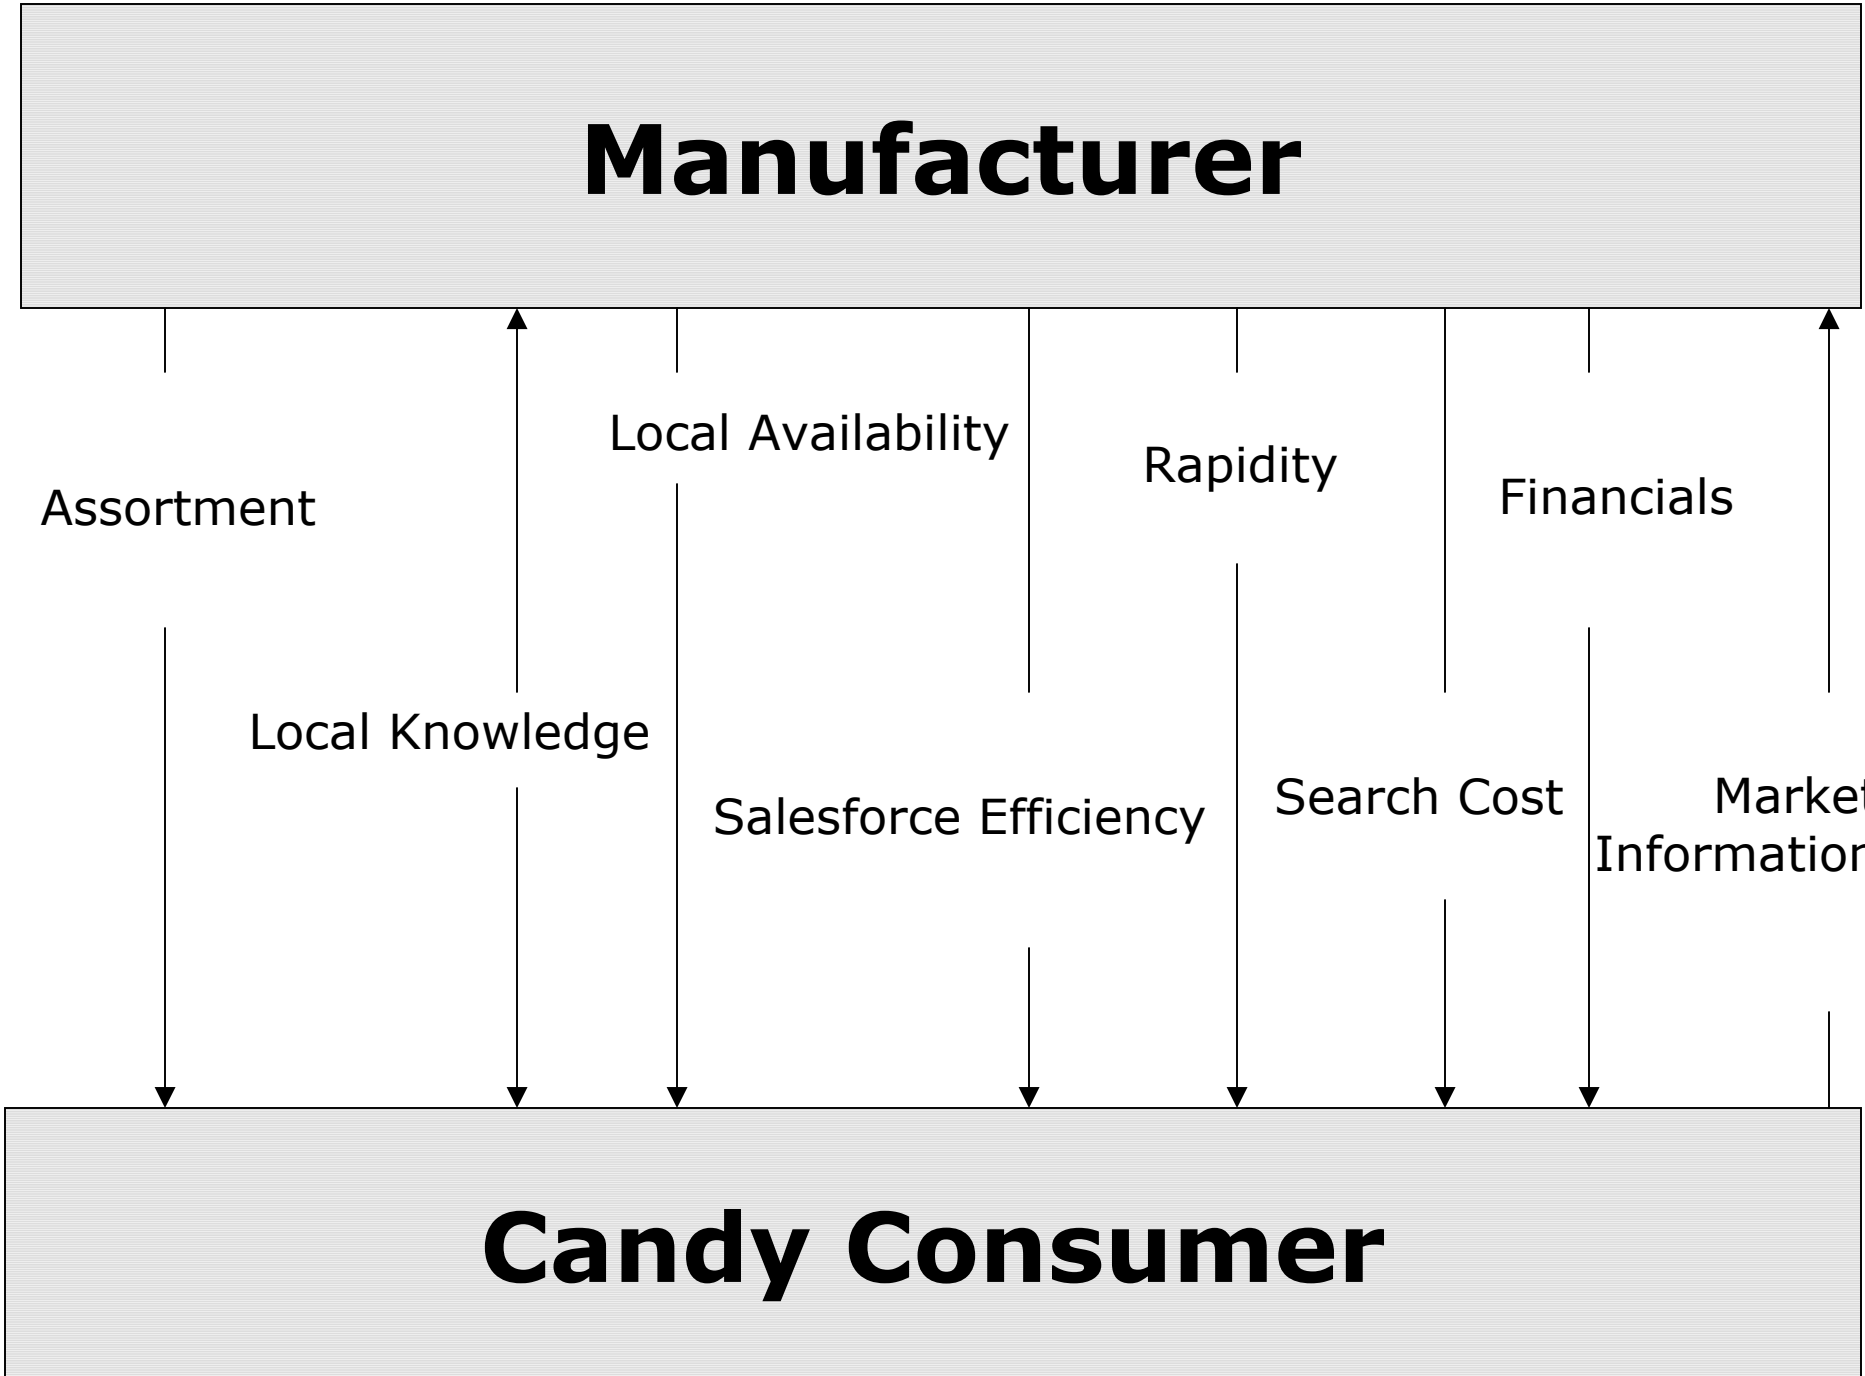 Manufacturer
Local Availability
Rapidity
Financials
Assortment
Local Knowledge
Salesforce Efficiency
Search Cost
Market
Information
Candy Consumer